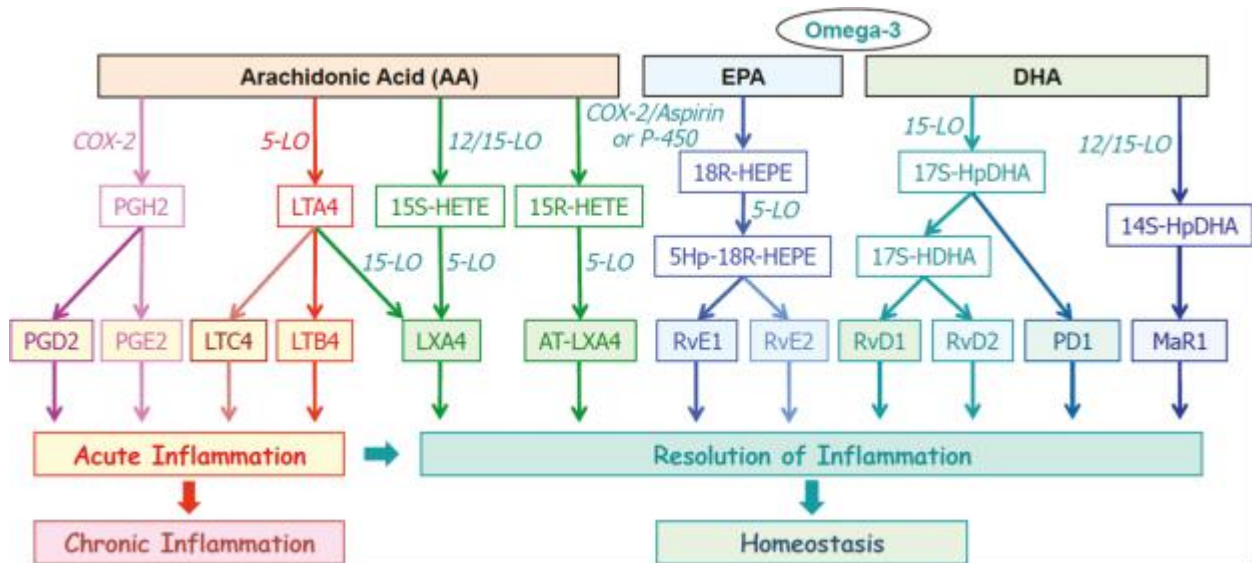 Omega-3
Arachidonic Acid (AA)
EPA
DHA
COX-2
5-LO
12/15-LO
COX-2/Aspirin
or P-450
15-LO
12/15-LO
PGH2
LTA4
15S-HETE
15R-HETE
18R-HEPE
17S-HpDHA
14S-HpDHA
5-LO
15-LO
5-LO
5-LO
5Hp-18R-HEPE
17S-HDHA
PGD2
PGE2
LTC4
LTB4
LXA4
AT-LXA4
RvE1
RvE2
RvD1
RvD2
PD1
MaR1
Acute Inflammation
Resolution of Inflammation
Chronic Inflammation
Homeostasis